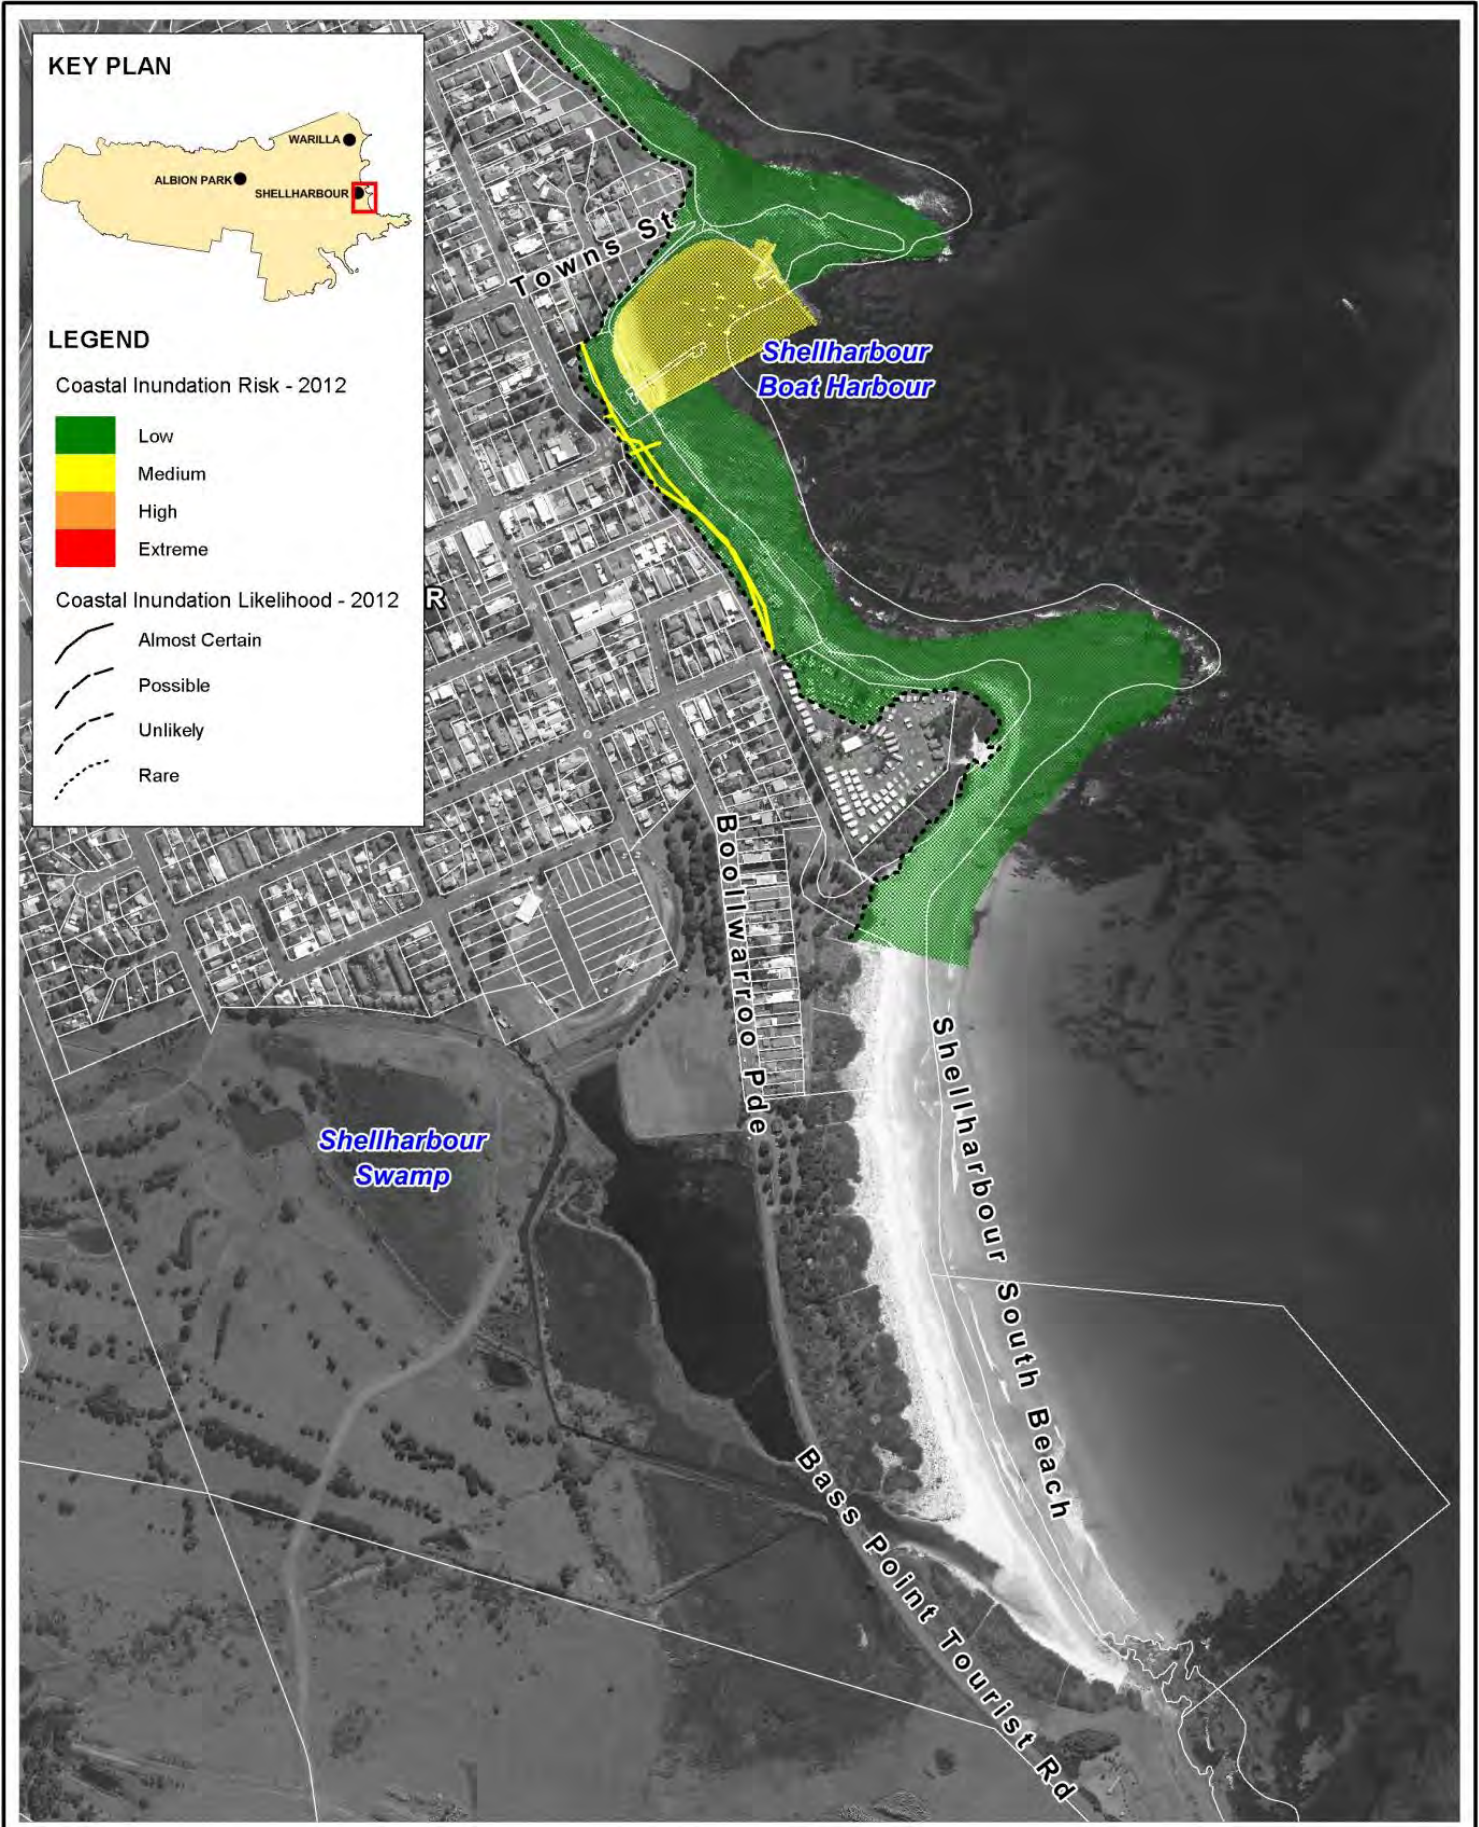 KEY PLAN
WARILLA
ALBION PARK
SHELLHARBOUR
LEGEND
Coastal Inundation Risk - 2012
Low
Medium
High
Extreme
Coastal Inundation Likelihood - 2012
Almost Certain
Possible
Unlikely
Rare
Towns St
Shellharbour
Boat Harbour
R
Boollwarroo Pde
Shellharbour South Beach
Shellharbour
Swamp
Bass Point Tourist Rd